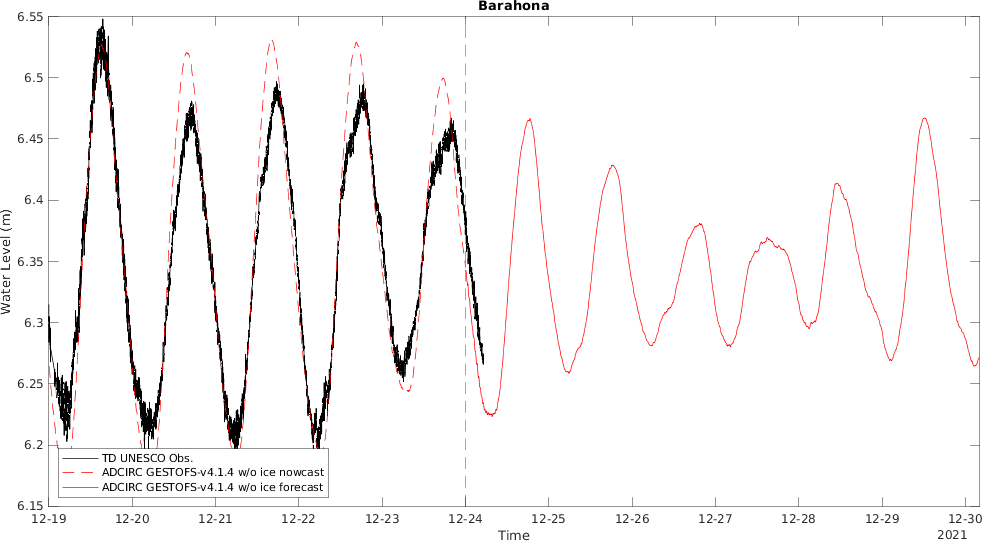 Barahona
6.55
6.5
6.45
6.4
6.35
6.3
6.25
6.2
6.15
Water Level (m)
TD UNESCO Obs.
ADCIRC GESTOFS-v4.1.4 w/o ice nowcast
ADCIRC GESTOFS-v4.1.4 w/o ice forecast
12-19 12-20 12-21 12-22 12-23 12-24 12-25 12-26 12-27 12-28 12-29 12-30
Time
2021